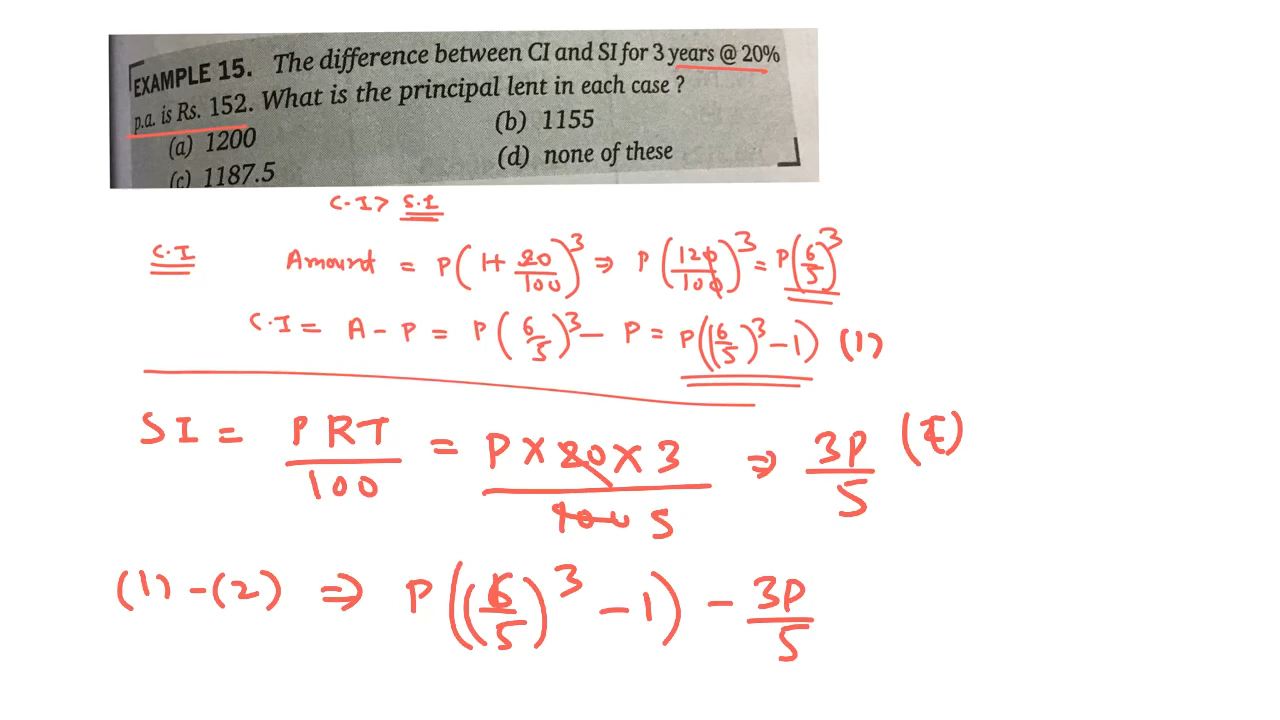 EXAMPLE 15. The difference between CI and SI for 3 years @ 20%
p.a. is Rs. 152. What is the principal lent in each case ?
(a) 1200 (b) 1155
(c) 1187.5 (d) none of these
C.I > S.I
C.I Amount = P(1+20/100)^3 ⇒ P(120/100)^3 = P(6/5)^3
C.I = A - P = P(6/5)^3 - P = P((6/5)^3 - 1) (1)
SI = PRT/100 = P×20×3/100 5 ⇒ 3P/5
(1) - (2) ⇒ P((6/5)^3 - 1) - 3P/5